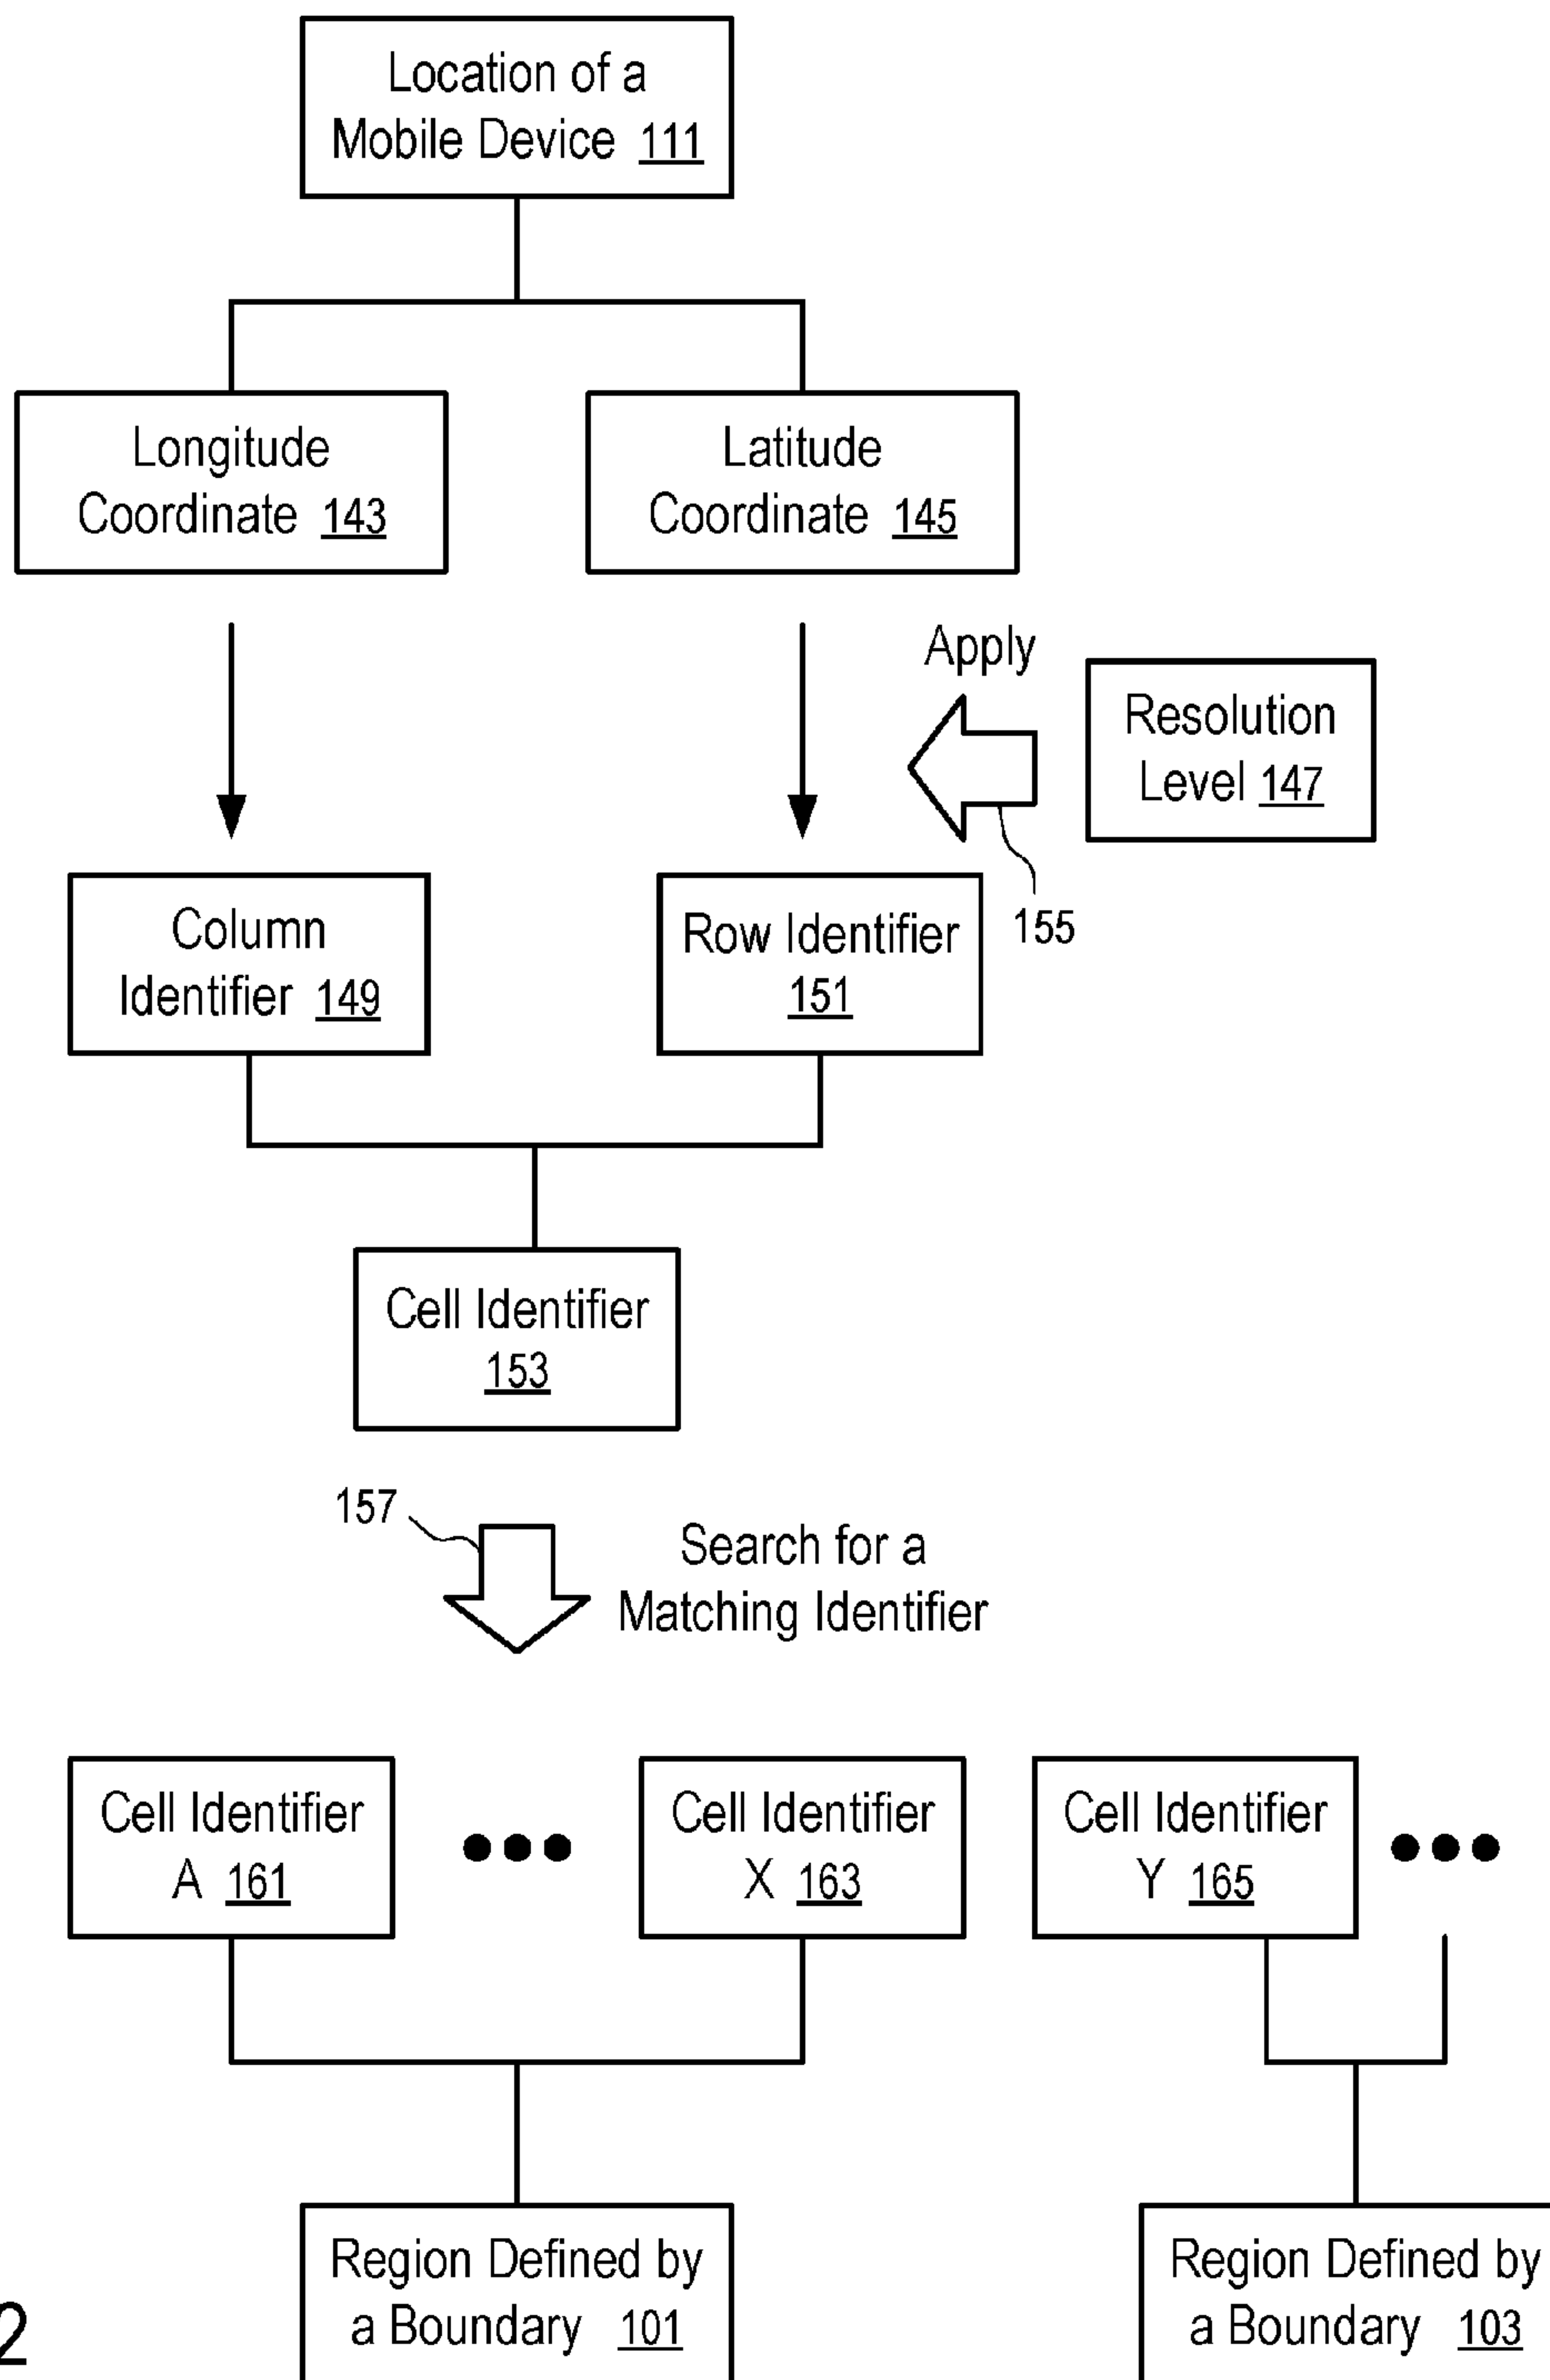 Location of a
Mobile Device 111
Longitude
Coordinate 143
Latitude
Coordinate 145
Apply
Resolution
Level 147
155
Column
Identifier 149
Row Identifier
151
Cell Identifier
153
157
Search for a
Matching Identifier
Cell Identifier
A 161
Cell Identifier
X 163
Cell Identifier
Y 165
Region Defined by
a Boundary 101
Region Defined by
a Boundary 103
2